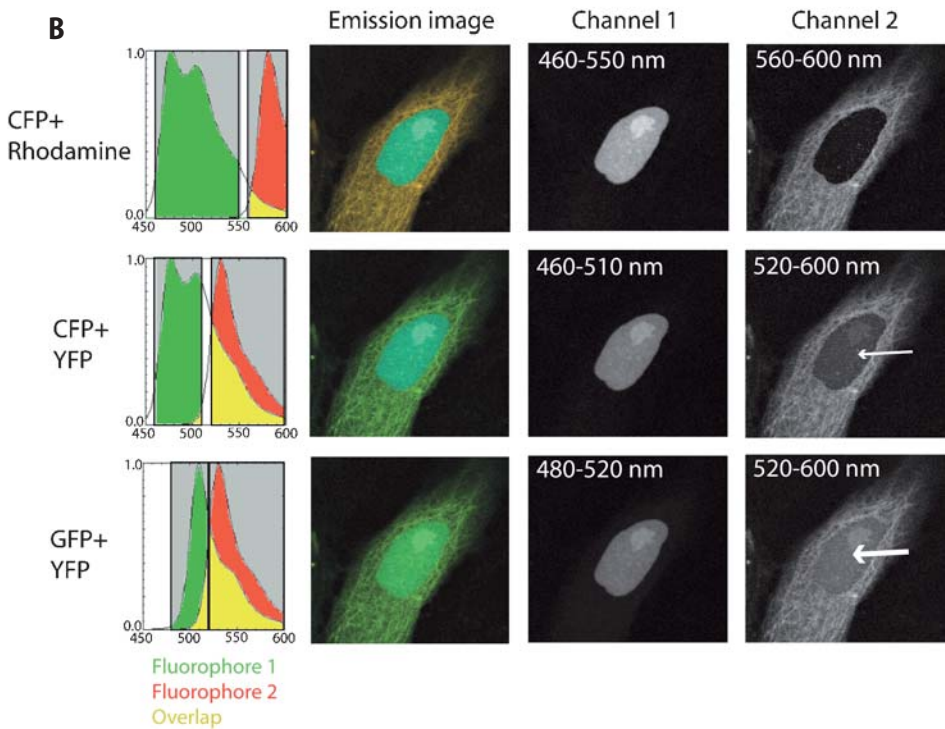 B
Emission image
Channel 1
Channel 2
CFP+
Rhodamine
1.0
0.0
450
500
550
600
460-550 nm
560-600 nm
CFP+
YFP
1.0
0.0
450
500
550
600
460-510 nm
520-600 nm
GFP+
YFP
1.0
0.0
450
500
550
600
480-520 nm
520-600 nm
Fluorophore 1
Fluorophore 2
Overlap